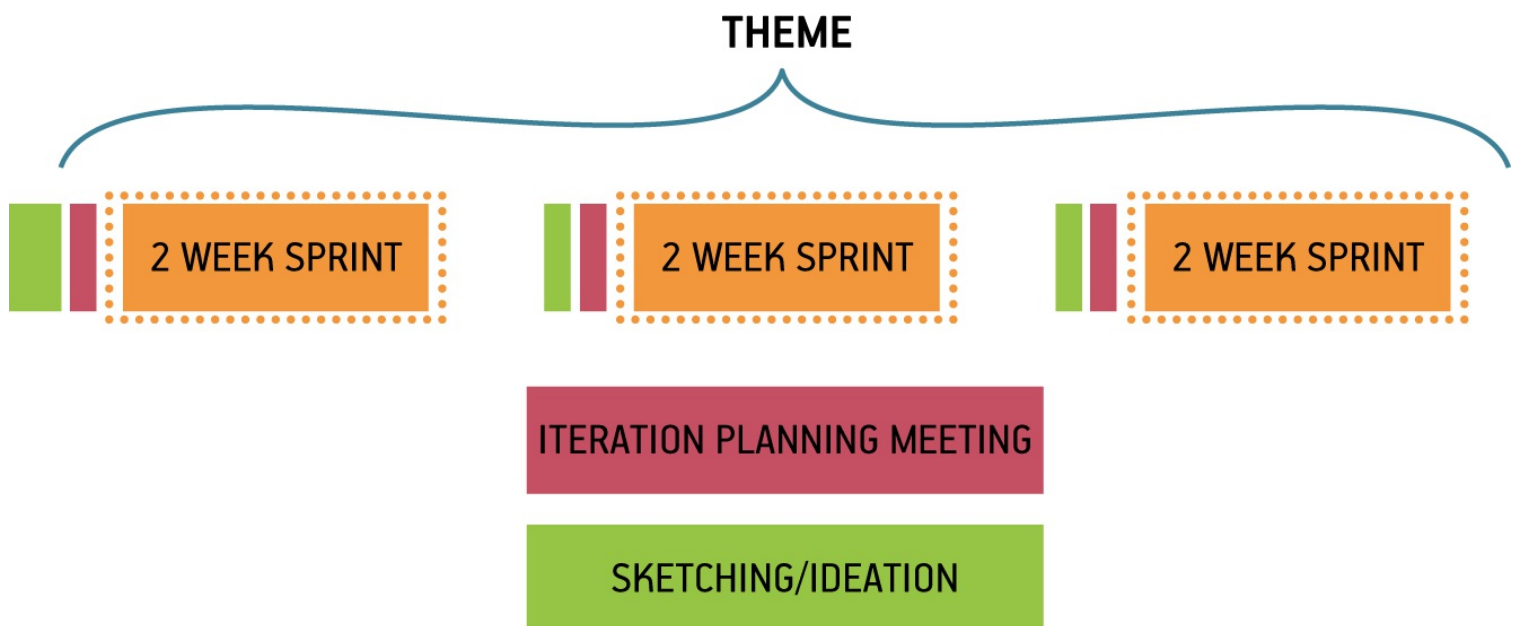 THEME
2 WEEK SPRINT
2 WEEK SPRINT
2 WEEK SPRINT
ITERATION PLANNING MEETING
SKETCHING/IDEATION